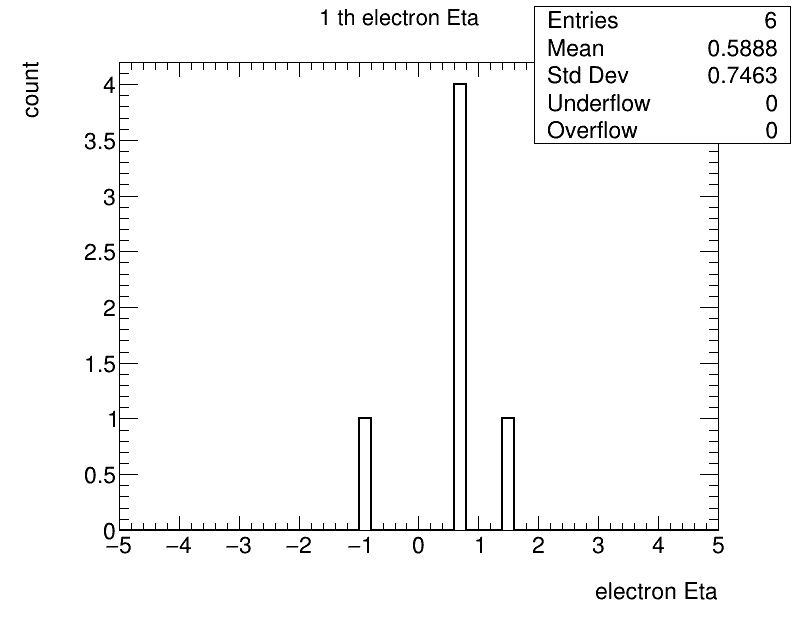 1 th electron Eta
Entries 6
Mean 0.5888
Std Dev 0.7463
Underflow 0
Overflow 0
count
4
3.5
3
2.5
2
1.5
1
0.5
0
−5 −4 −3 −2 −1 0 1 2 3 4 5
electron Eta